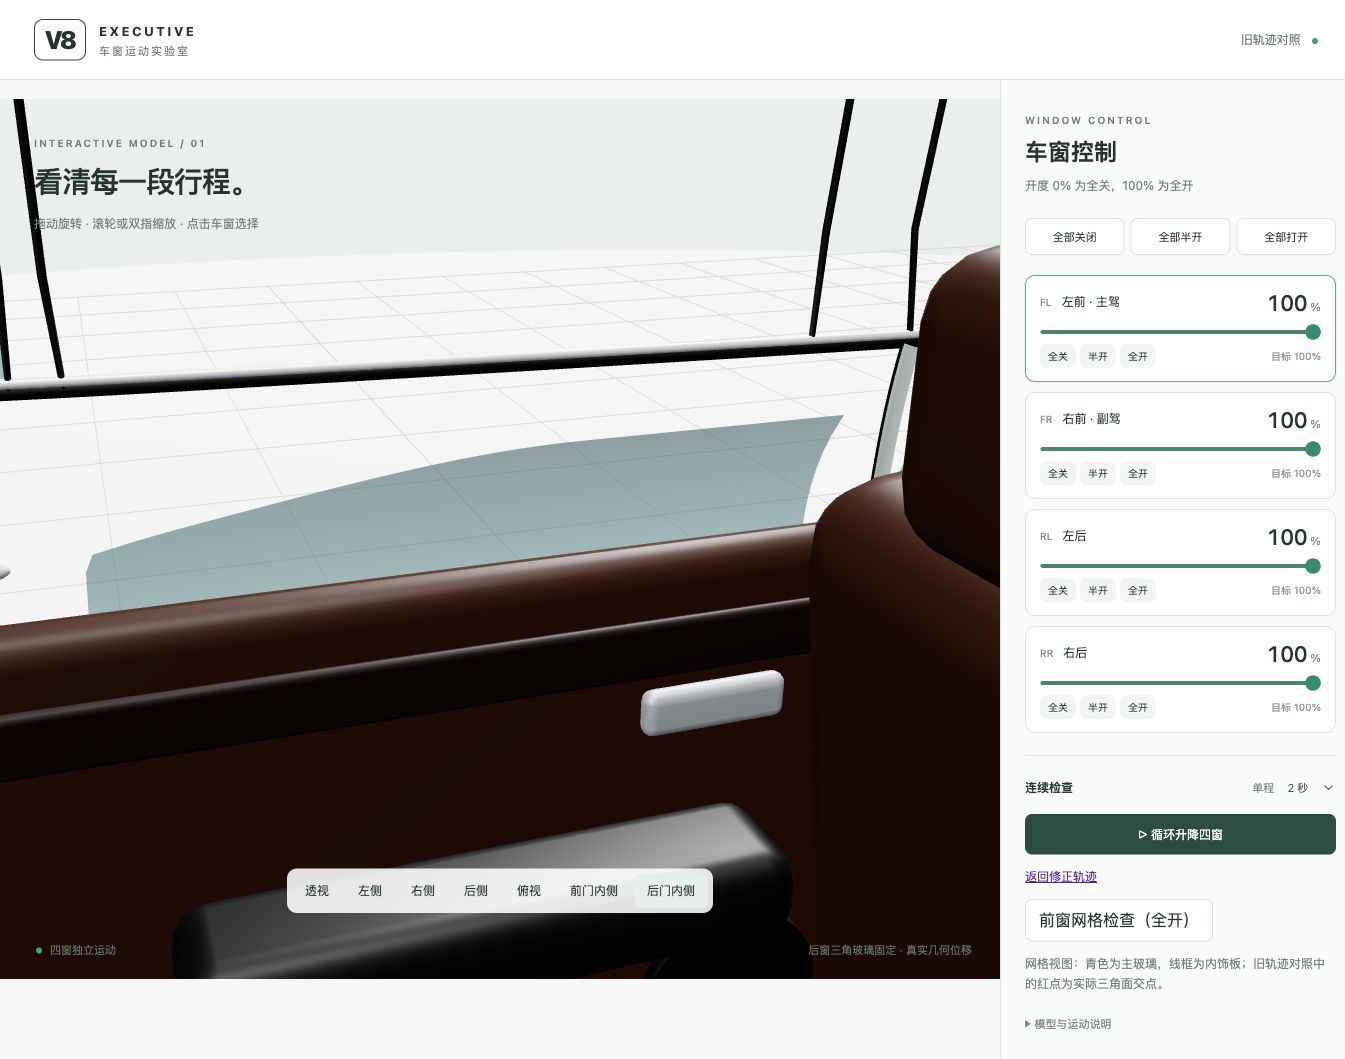 V8
EXECUTIVE
车窗运动实验室
旧轨迹对照
INTERACTIVE MODEL / 01
看清每一段行程。
拖动旋转 · 滚轮或双指缩放 · 点击车窗选择
透视 左侧 右侧 后侧 俯视 前门内侧 后门内侧
四窗独立运动
后窗三角玻璃固定 · 真实几何位移
WINDOW CONTROL
车窗控制
开度 0% 为全关，100% 为全开
全部关闭 全部半开 全部打开
FL 左前 · 主驾 100 %
全关 半开 全开 目标 100%
FR 右前 · 副驾 100 %
全关 半开 全开 目标 100%
RL 左后 100 %
全关 半开 全开 目标 100%
RR 右后 100 %
全关 半开 全开 目标 100%
连续检查 单程 2 秒
循环升降四窗
返回修正轨迹
前窗网格检查（全开）
网格视图：青色为主玻璃，线框为内饰板；旧轨迹对照中
的红点为实际三角面交点。
模型与运动说明